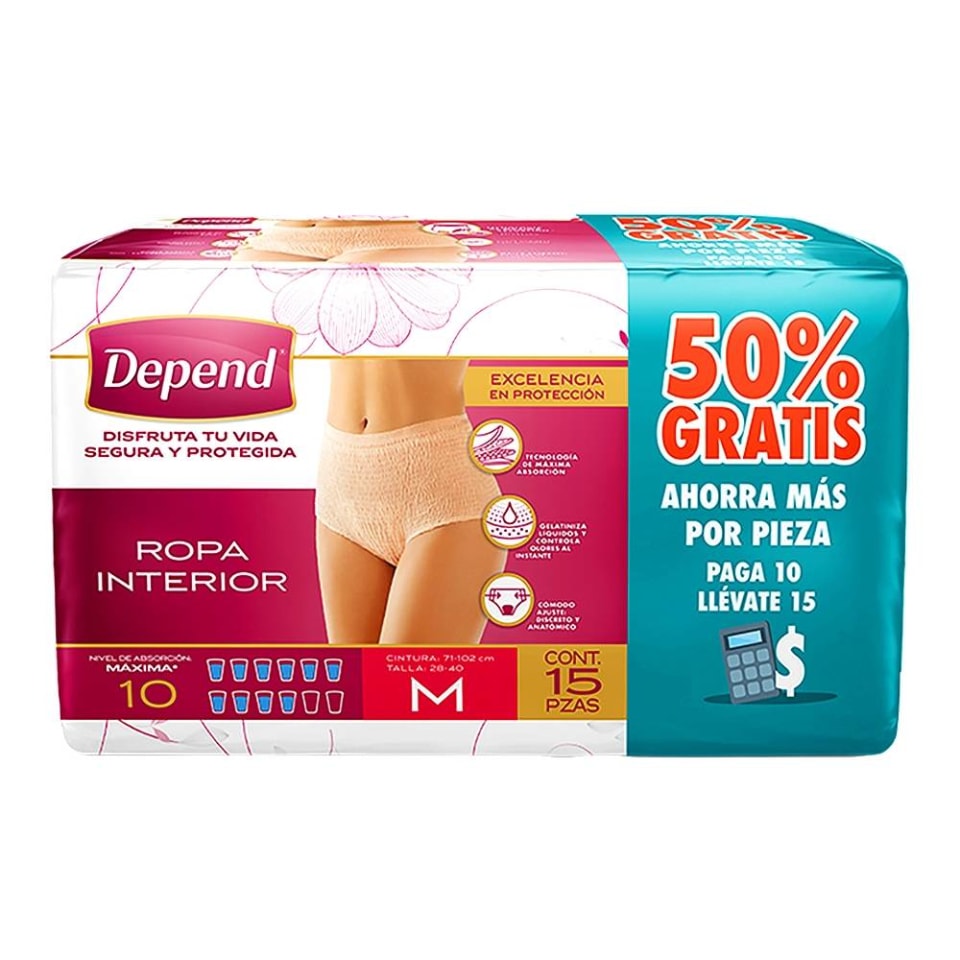 Depend
50%
GRATIS
AHORRA MÁS
POR PIEZA
PAGA 10
LLÉVATE 15
Depend
DISFRUTA TU VIDA
SEGURA Y PROTEGIDA
ROPA
INTERIOR
EXCELENCIA
EN PROTECCIÓN
TECNOLOGÍA
DE MÁXIMA
ABSORCIÓN
GELATINIZA
LÍQUIDOS Y
CONTROLA
OLORES AL
INSTANTE
CÓMODO
AJUSTE:
DISCRETO Y
ANATÓMICO
NIVEL DE ABSORCIÓN:
MÁXIMA*
10
CINTURA: 71-102 cm
TALLA: 28-40
M
CONT.
15
PZAS
50%
GRATIS
AHORRA MÁS
POR PIEZA
PAGA 10
LLÉVATE 15